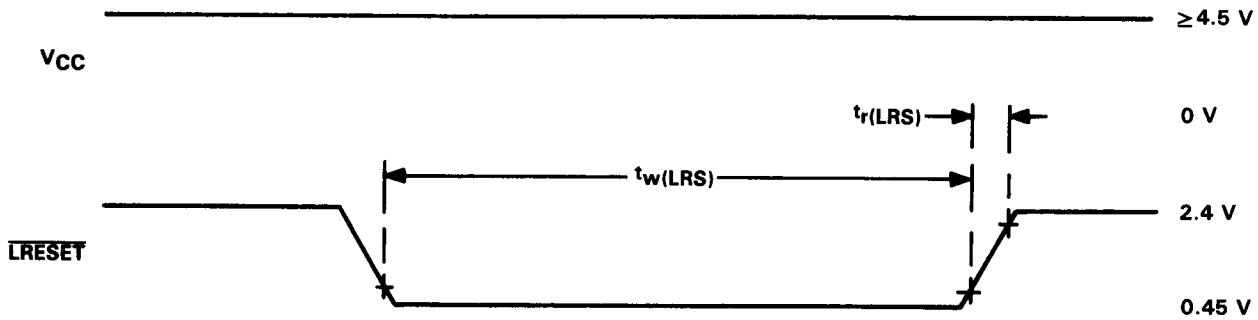 ≥4.5 V
VCC
tr(LRS)
0 V
tw(LRS)
2.4 V
LRESET
0.45 V